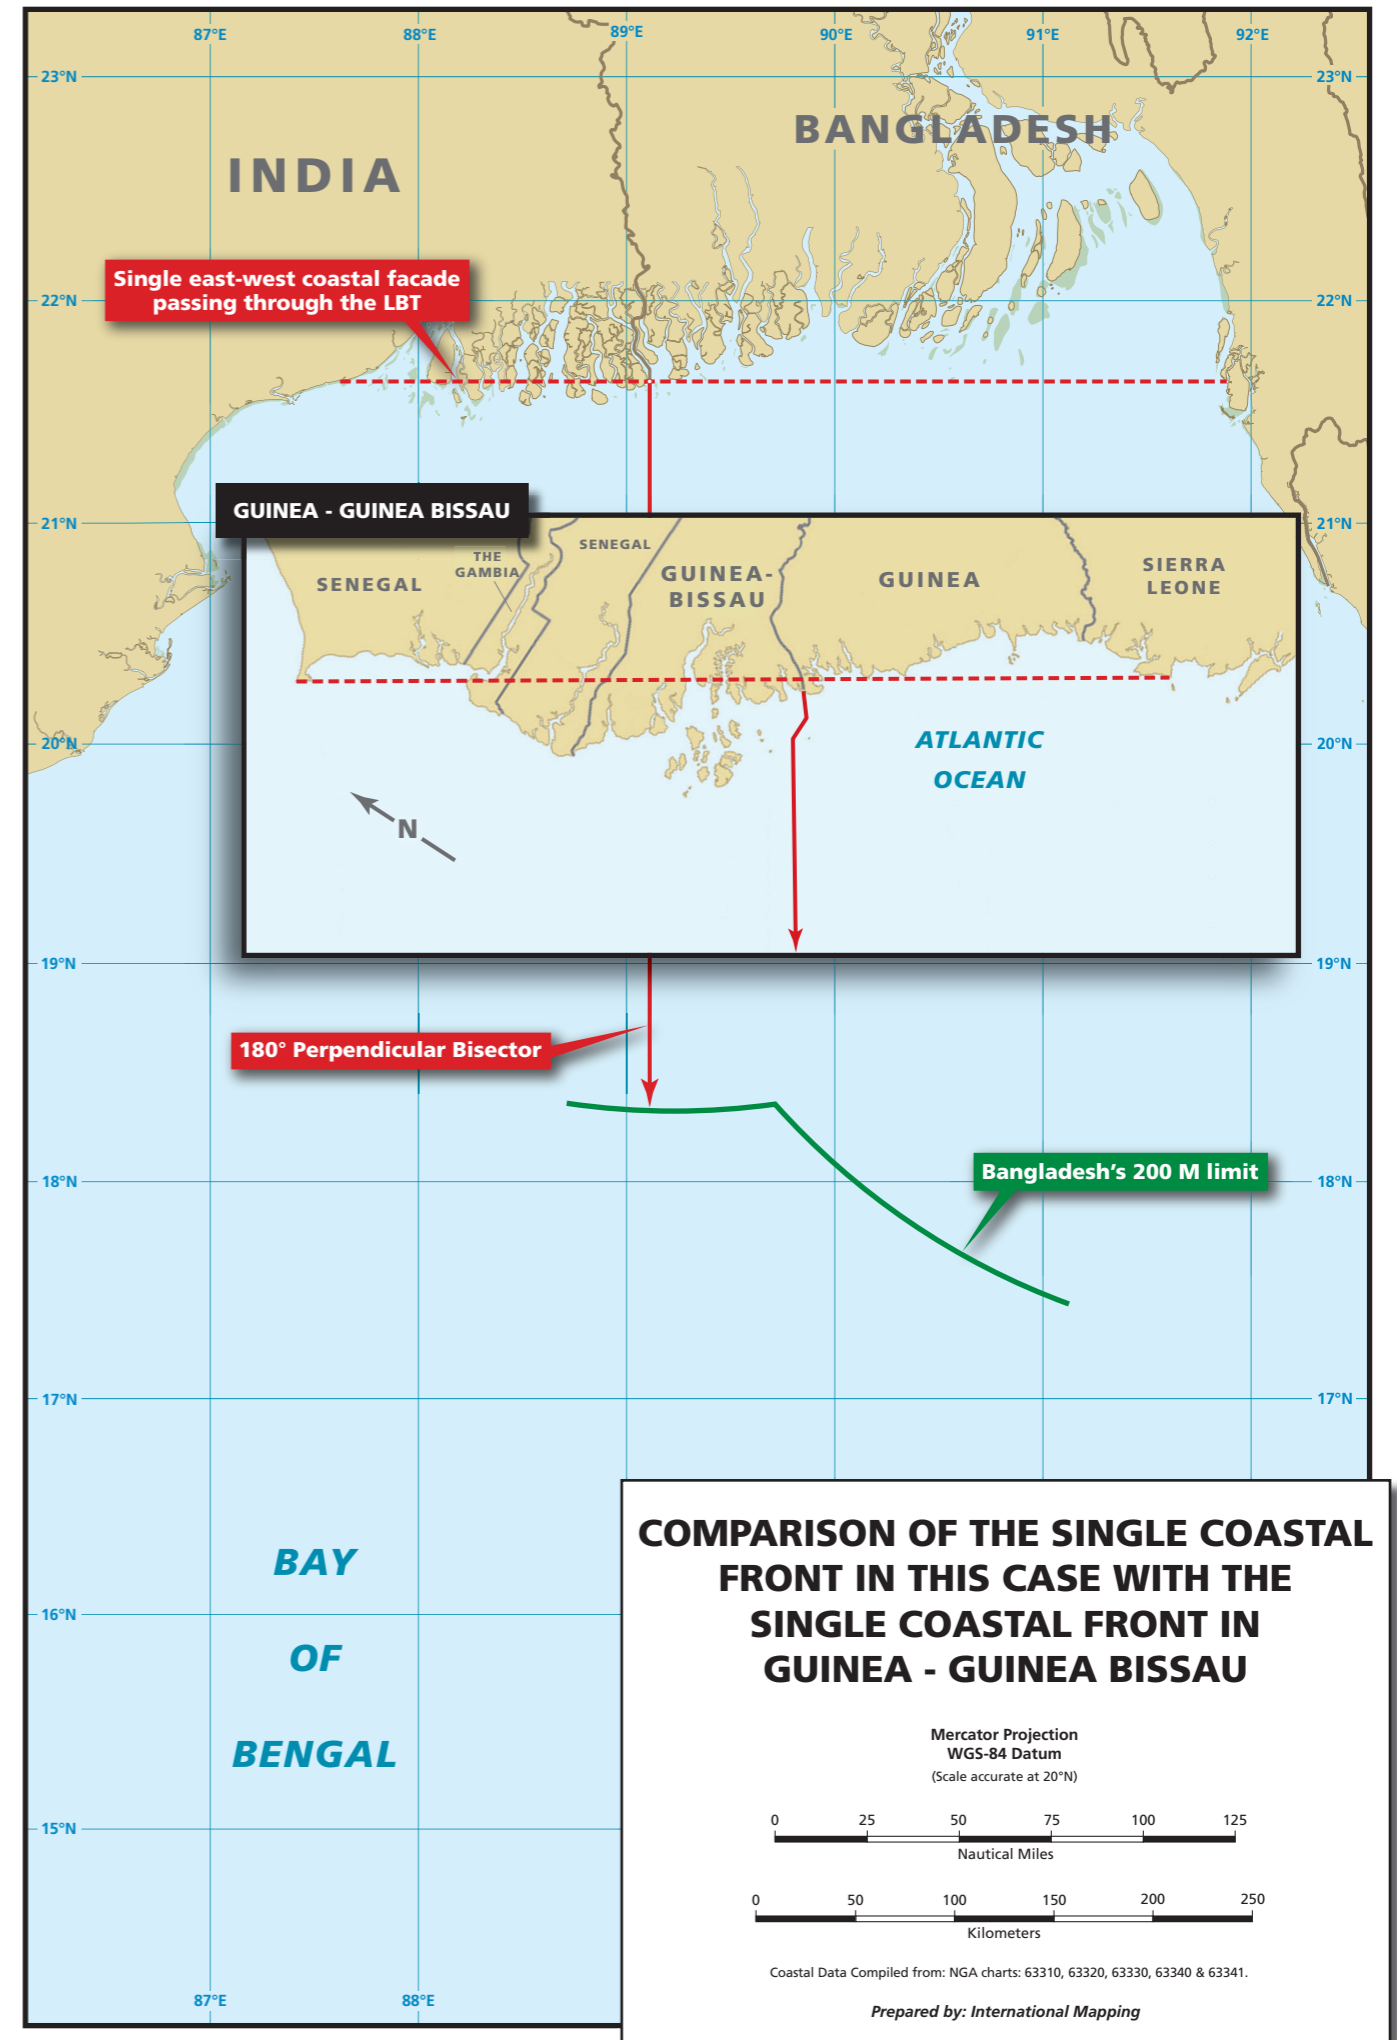 87°E
88°E
89°E
90°E
91°E
92°E
23°N
23°N
BANGLADESH
INDIA
Single east-west coastal facade
passing through the LBT
22°N
22°N
GUINEA - GUINEA BISSAU
21°N
21°N
SENEGAL
THE
GAMBIA
SENEGAL
GUINEA-
BISSAU
GUINEA
SIERRA
LEONE
ATLANTIC
OCEAN
20°N
20°N
N
19°N
19°N
180° Perpendicular Bisector
Bangladesh's 200 M limit
18°N
18°N
17°N
17°N
BAY
OF
BENGAL
16°N
15°N
87°E
88°E
COMPARISON OF THE SINGLE COASTAL
FRONT IN THIS CASE WITH THE
SINGLE COASTAL FRONT IN
GUINEA - GUINEA BISSAU
Mercator Projection
WGS-84 Datum
(Scale accurate at 20°N)
0 25 50 75 100 125
Nautical Miles
0 50 100 150 200 250
Kilometers
Coastal Data Compiled from: NGA charts: 63310, 63320, 63330, 63340 & 63341.
Prepared by: International Mapping